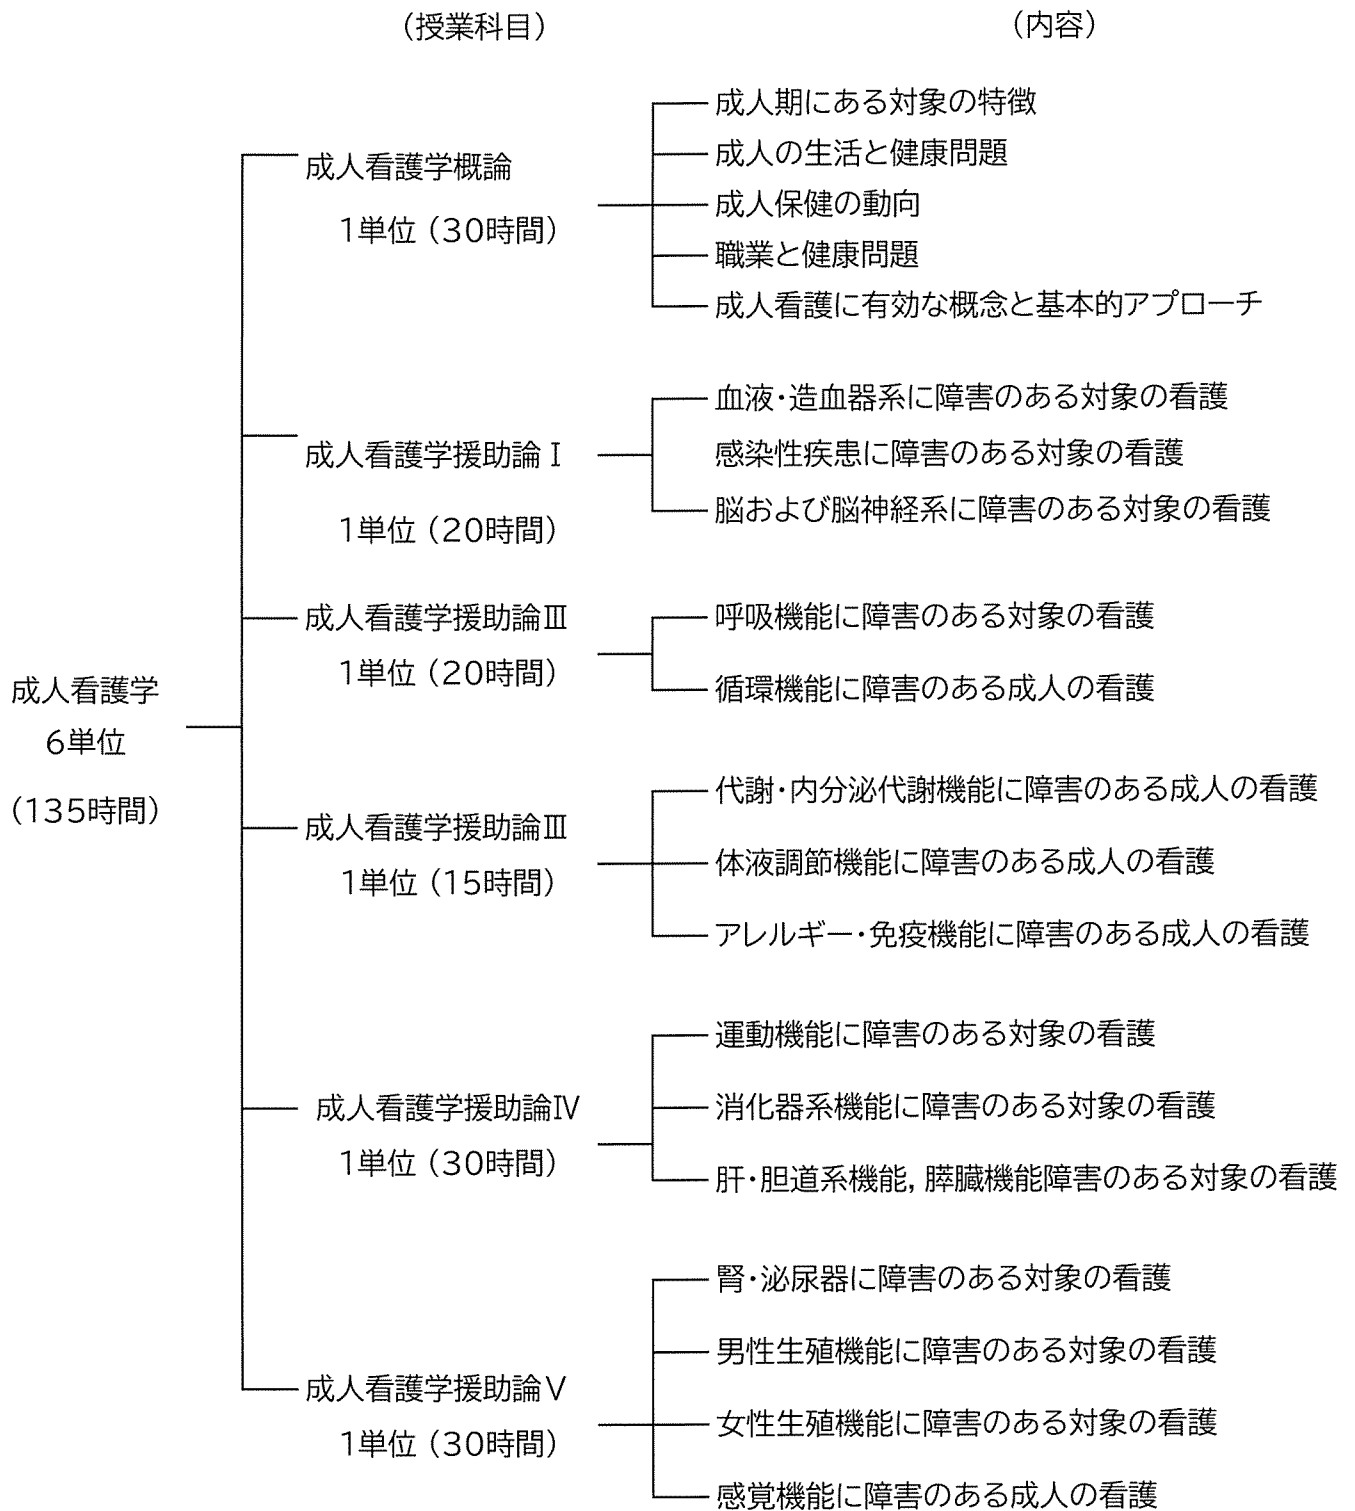 (授業科目)
(内容)
成人看護学
6単位
(135時間)
成人看護学概論
1単位 (30時間)
成人期にある対象の特徴
成人の生活と健康問題
成人保健の動向
職業と健康問題
成人看護に有効な概念と基本的アプローチ
成人看護学援助論Ⅰ
1単位 (20時間)
血液・造血器系に障害のある対象の看護
感染性疾患に障害のある対象の看護
脳および脳神経系に障害のある対象の看護
成人看護学援助論Ⅲ
1単位 (20時間)
呼吸機能に障害のある対象の看護
循環機能に障害のある成人の看護
成人看護学援助論Ⅲ
1単位 (15時間)
代謝・内分泌代謝機能に障害のある成人の看護
体液調節機能に障害のある成人の看護
アレルギー・免疫機能に障害のある成人の看護
成人看護学援助論Ⅳ
1単位 (30時間)
運動機能に障害のある対象の看護
消化器系機能に障害のある対象の看護
肝・胆道系機能, 膵臓機能障害のある対象の看護
成人看護学援助論Ⅴ
1単位 (30時間)
腎・泌尿器に障害のある対象の看護
男性生殖機能に障害のある対象の看護
女性生殖機能に障害のある対象の看護
感覚機能に障害のある成人の看護